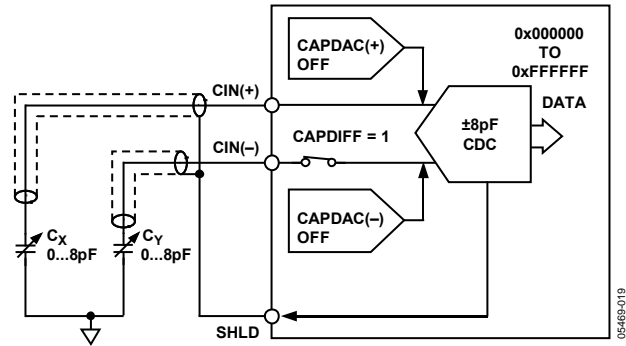 CAPDAC(+)
OFF
0x000000
TO
0xFFFFFF
DATA
CIN(+)
±8pF
CDC
CIN(–)
CAPDIFF = 1
CAPDAC(–)
OFF
CX
0...8pF
CY
0...8pF
SHLD
05469-019